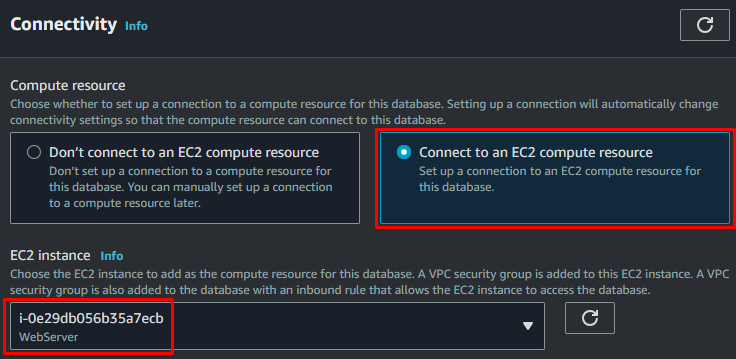 Connectivity Info
Compute resource
Choose whether to set up a connection to a compute resource for this database. Setting up a connection will automatically change
connectivity settings so that the compute resource can connect to this database.
Don't connect to an EC2 compute resource
Don't set up a connection to a compute resource for
this database. You can manually set up a connection
to a compute resource later.
Connect to an EC2 compute resource
Set up a connection to an EC2 compute resource for
this database.
EC2 instance Info
Choose the EC2 instance to add as the compute resource for this database. A VPC security group is added to this EC2 instance. A VPC
security group is also added to the database with an inbound rule that allows the EC2 instance to access the database.
i-0e29db056b35a7ecb
WebServer